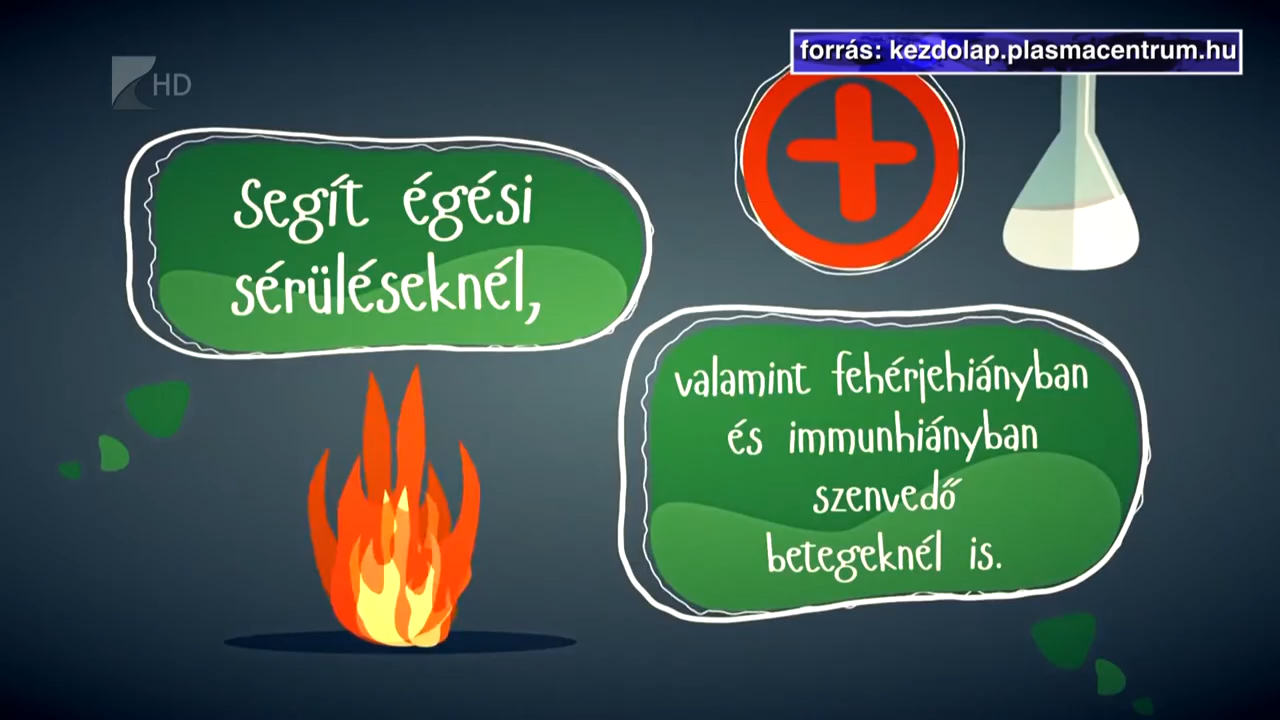 forrás: kezdolap.plasmacentrum.hu
HD
Segít égési
sérüléseknél,
valamint fehérjehiányban
és immunhiányban
szenvedő
betegeknél is.